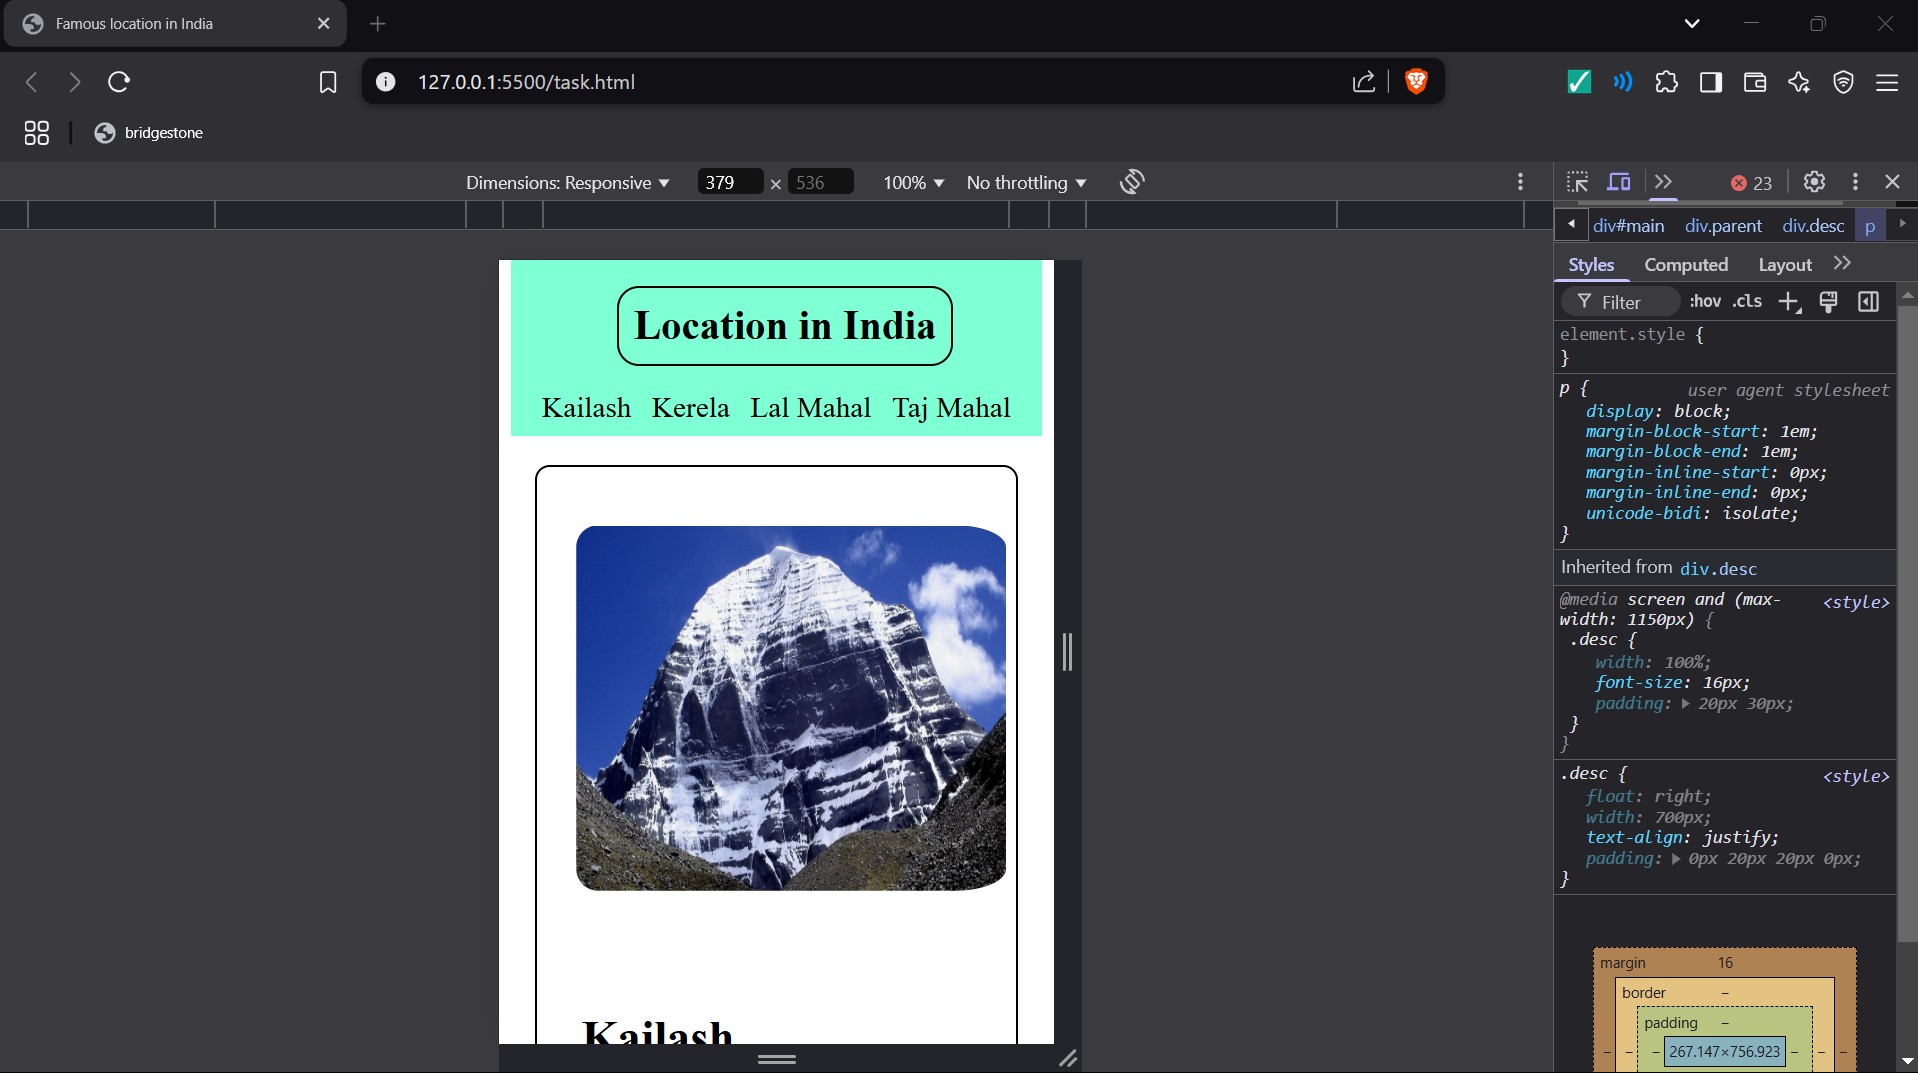 Famous location in India
127.0.0.1:5500/task.html
bridgestone
Dimensions: Responsive 379 × 536 100% No throttling
23
div#main div.parent div.desc p
Styles Computed Layout
Filter :hov .cls
element.style {
}
p { user agent stylesheet
display: block;
margin-block-start: 1em;
margin-block-end: 1em;
margin-inline-start: 0px;
margin-inline-end: 0px;
unicode-bidi: isolate;
}
Inherited from div.desc
@media screen and (max- <style>
width: 1150px) {
.desc {
width: 100%;
font-size: 16px;
padding: 20px 30px;
}
}
.desc { <style>
float: right;
width: 700px;
text-align: justify;
padding: 0px 20px 20px 0px;
}
margin 16
border –
padding –
– – – 267.147×756.923 – – –
Location in India
Kailash Kerela Lal Mahal Taj Mahal
Kailash